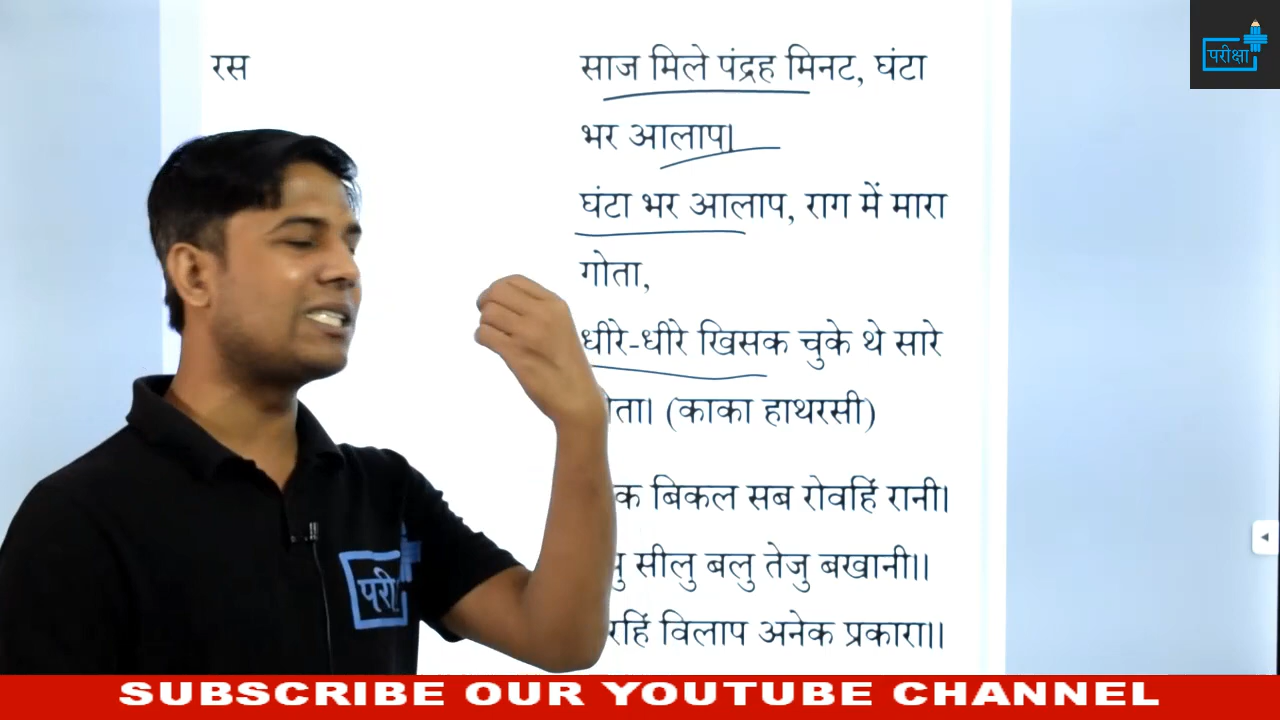 परीक्षा
रस
साज मिले पंद्रह मिनट, घंटा
भर आलाप।
घंटा भर आलाप, राग में मारा
गोता,
धीरे-धीरे खिसक चुके थे सारे
(काका हाथरसी)
बिकल सब रोवहिं रानी।
सीलु बलु तेजु बखानी।।
विलाप अनेक प्रकारा।।
परी
SUBSCRIBE OUR YOUTUBE CHANNEL